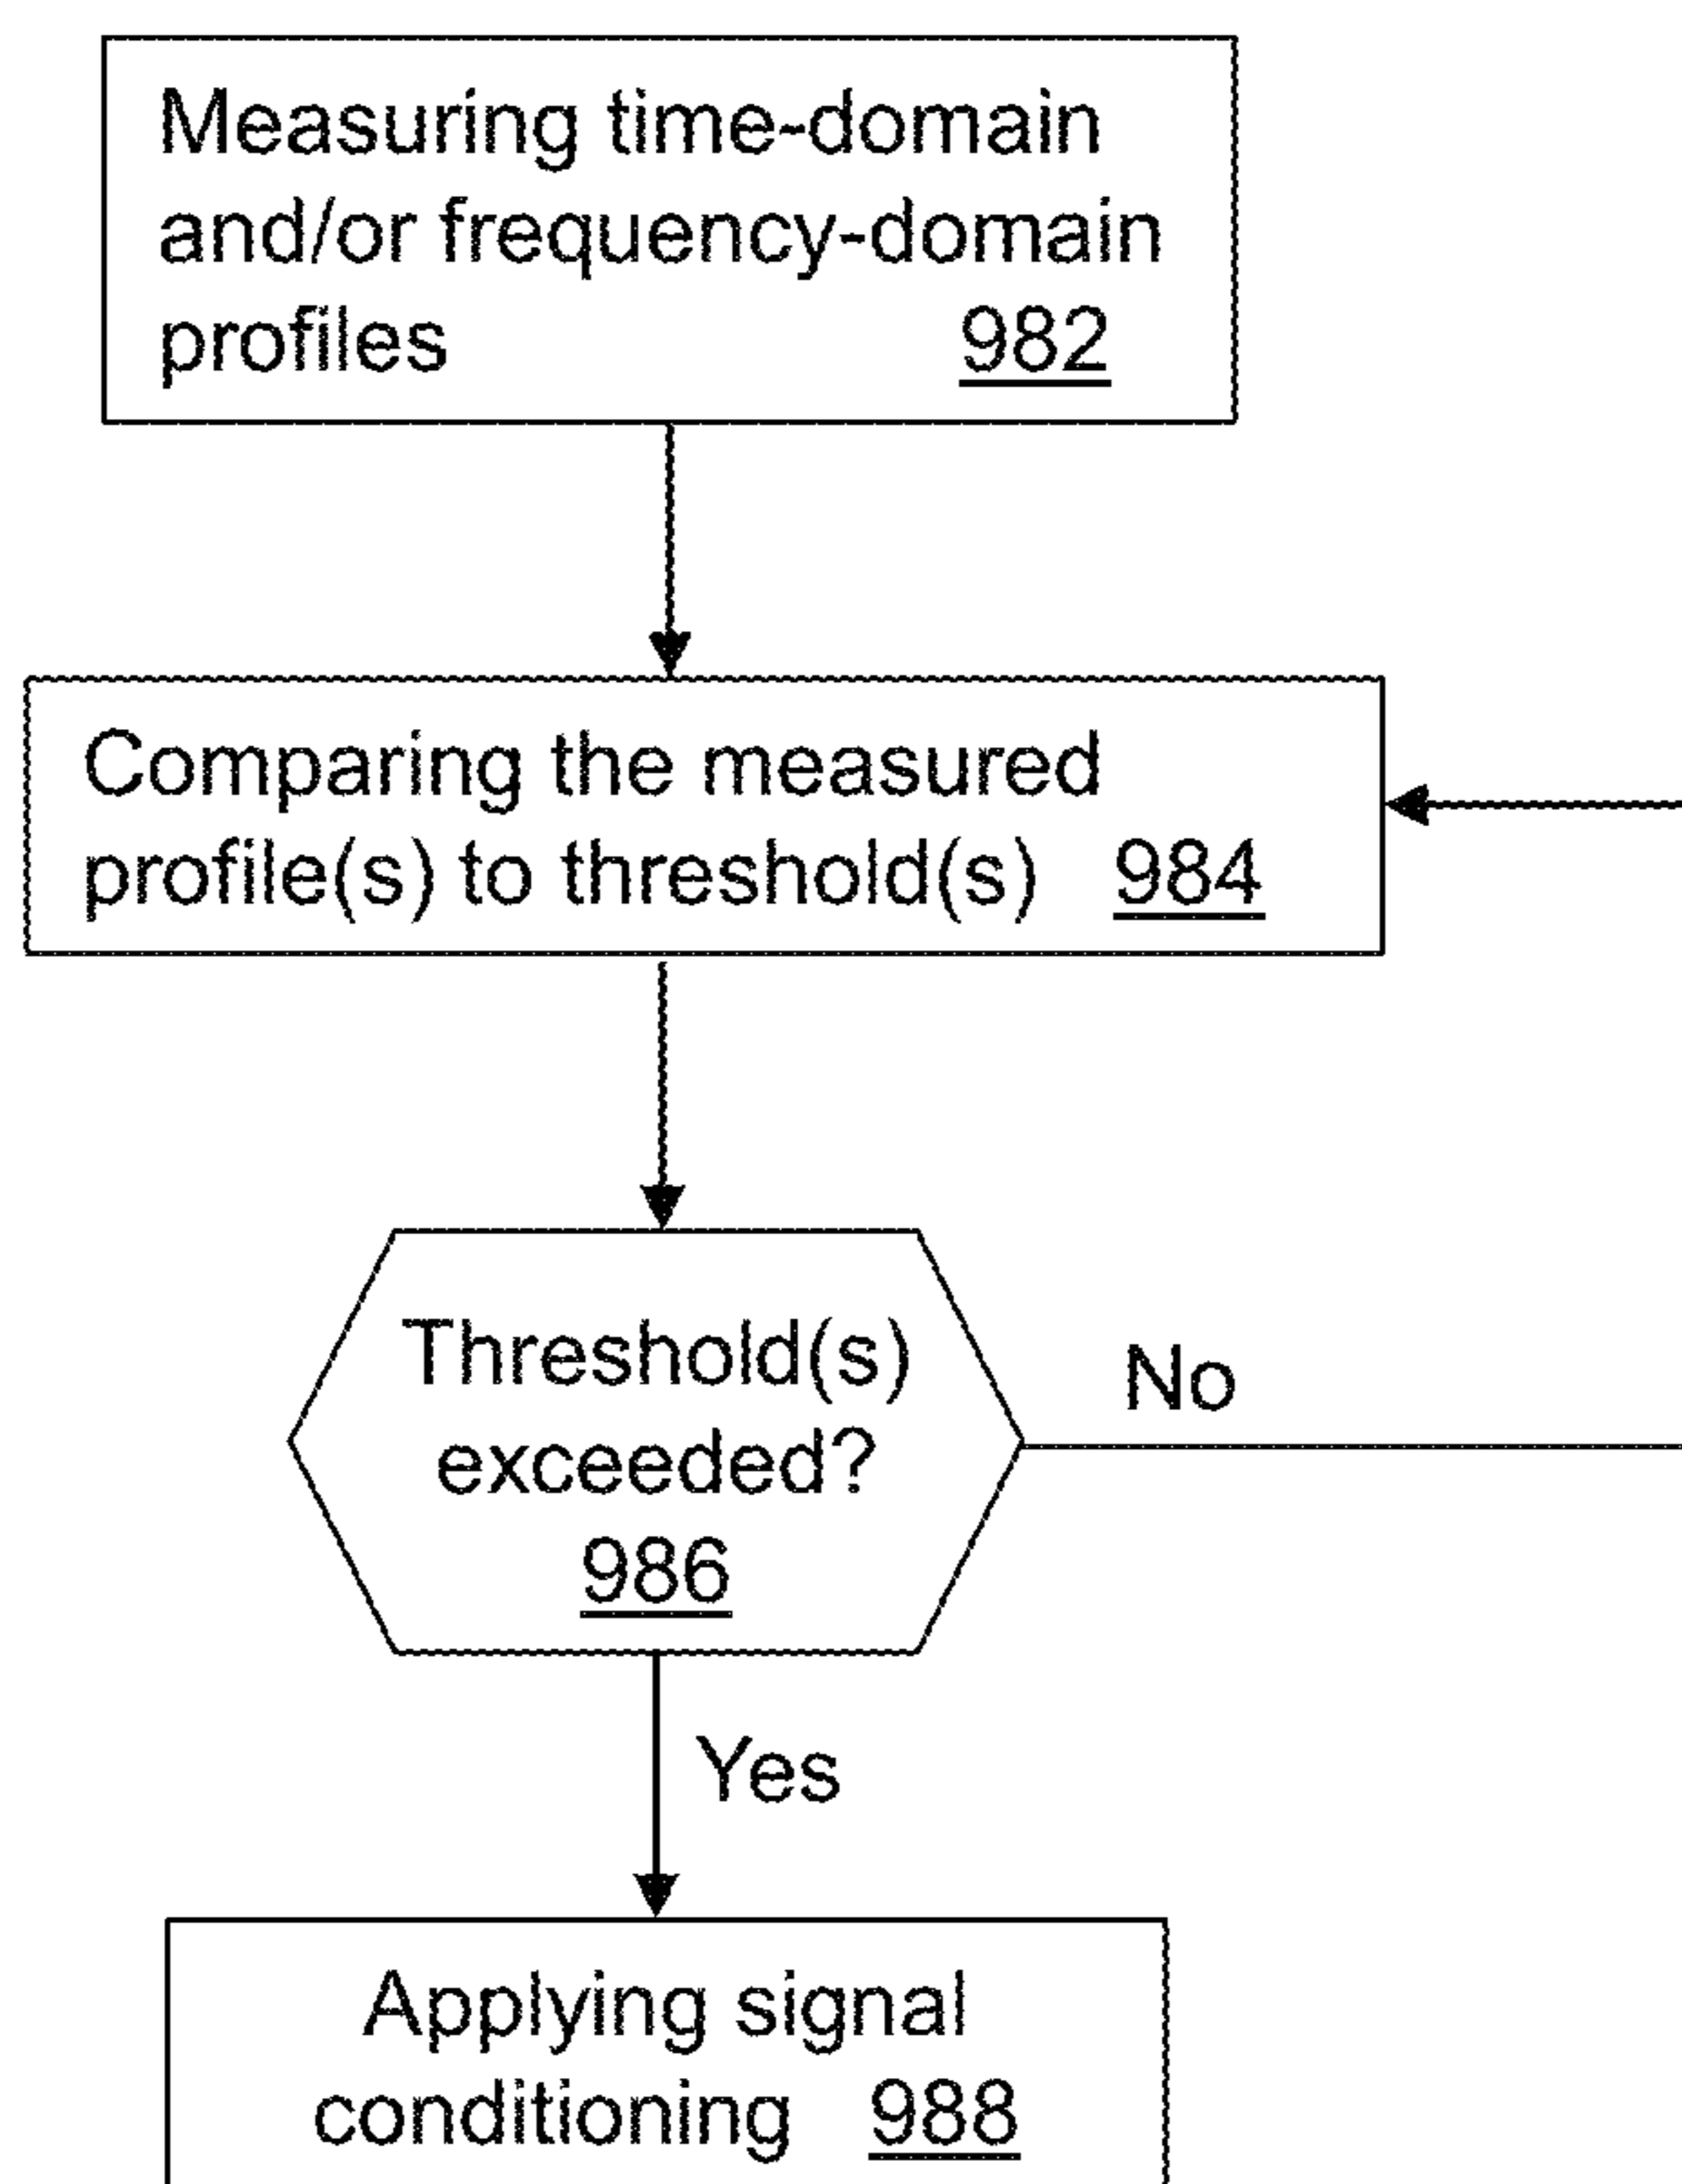 Measuring time-domain
and/or frequency-domain
profiles 982
Comparing the measured
profile(s) to threshold(s) 984
Threshold(s)
exceeded?
986
No
Yes
Applying signal
conditioning 988